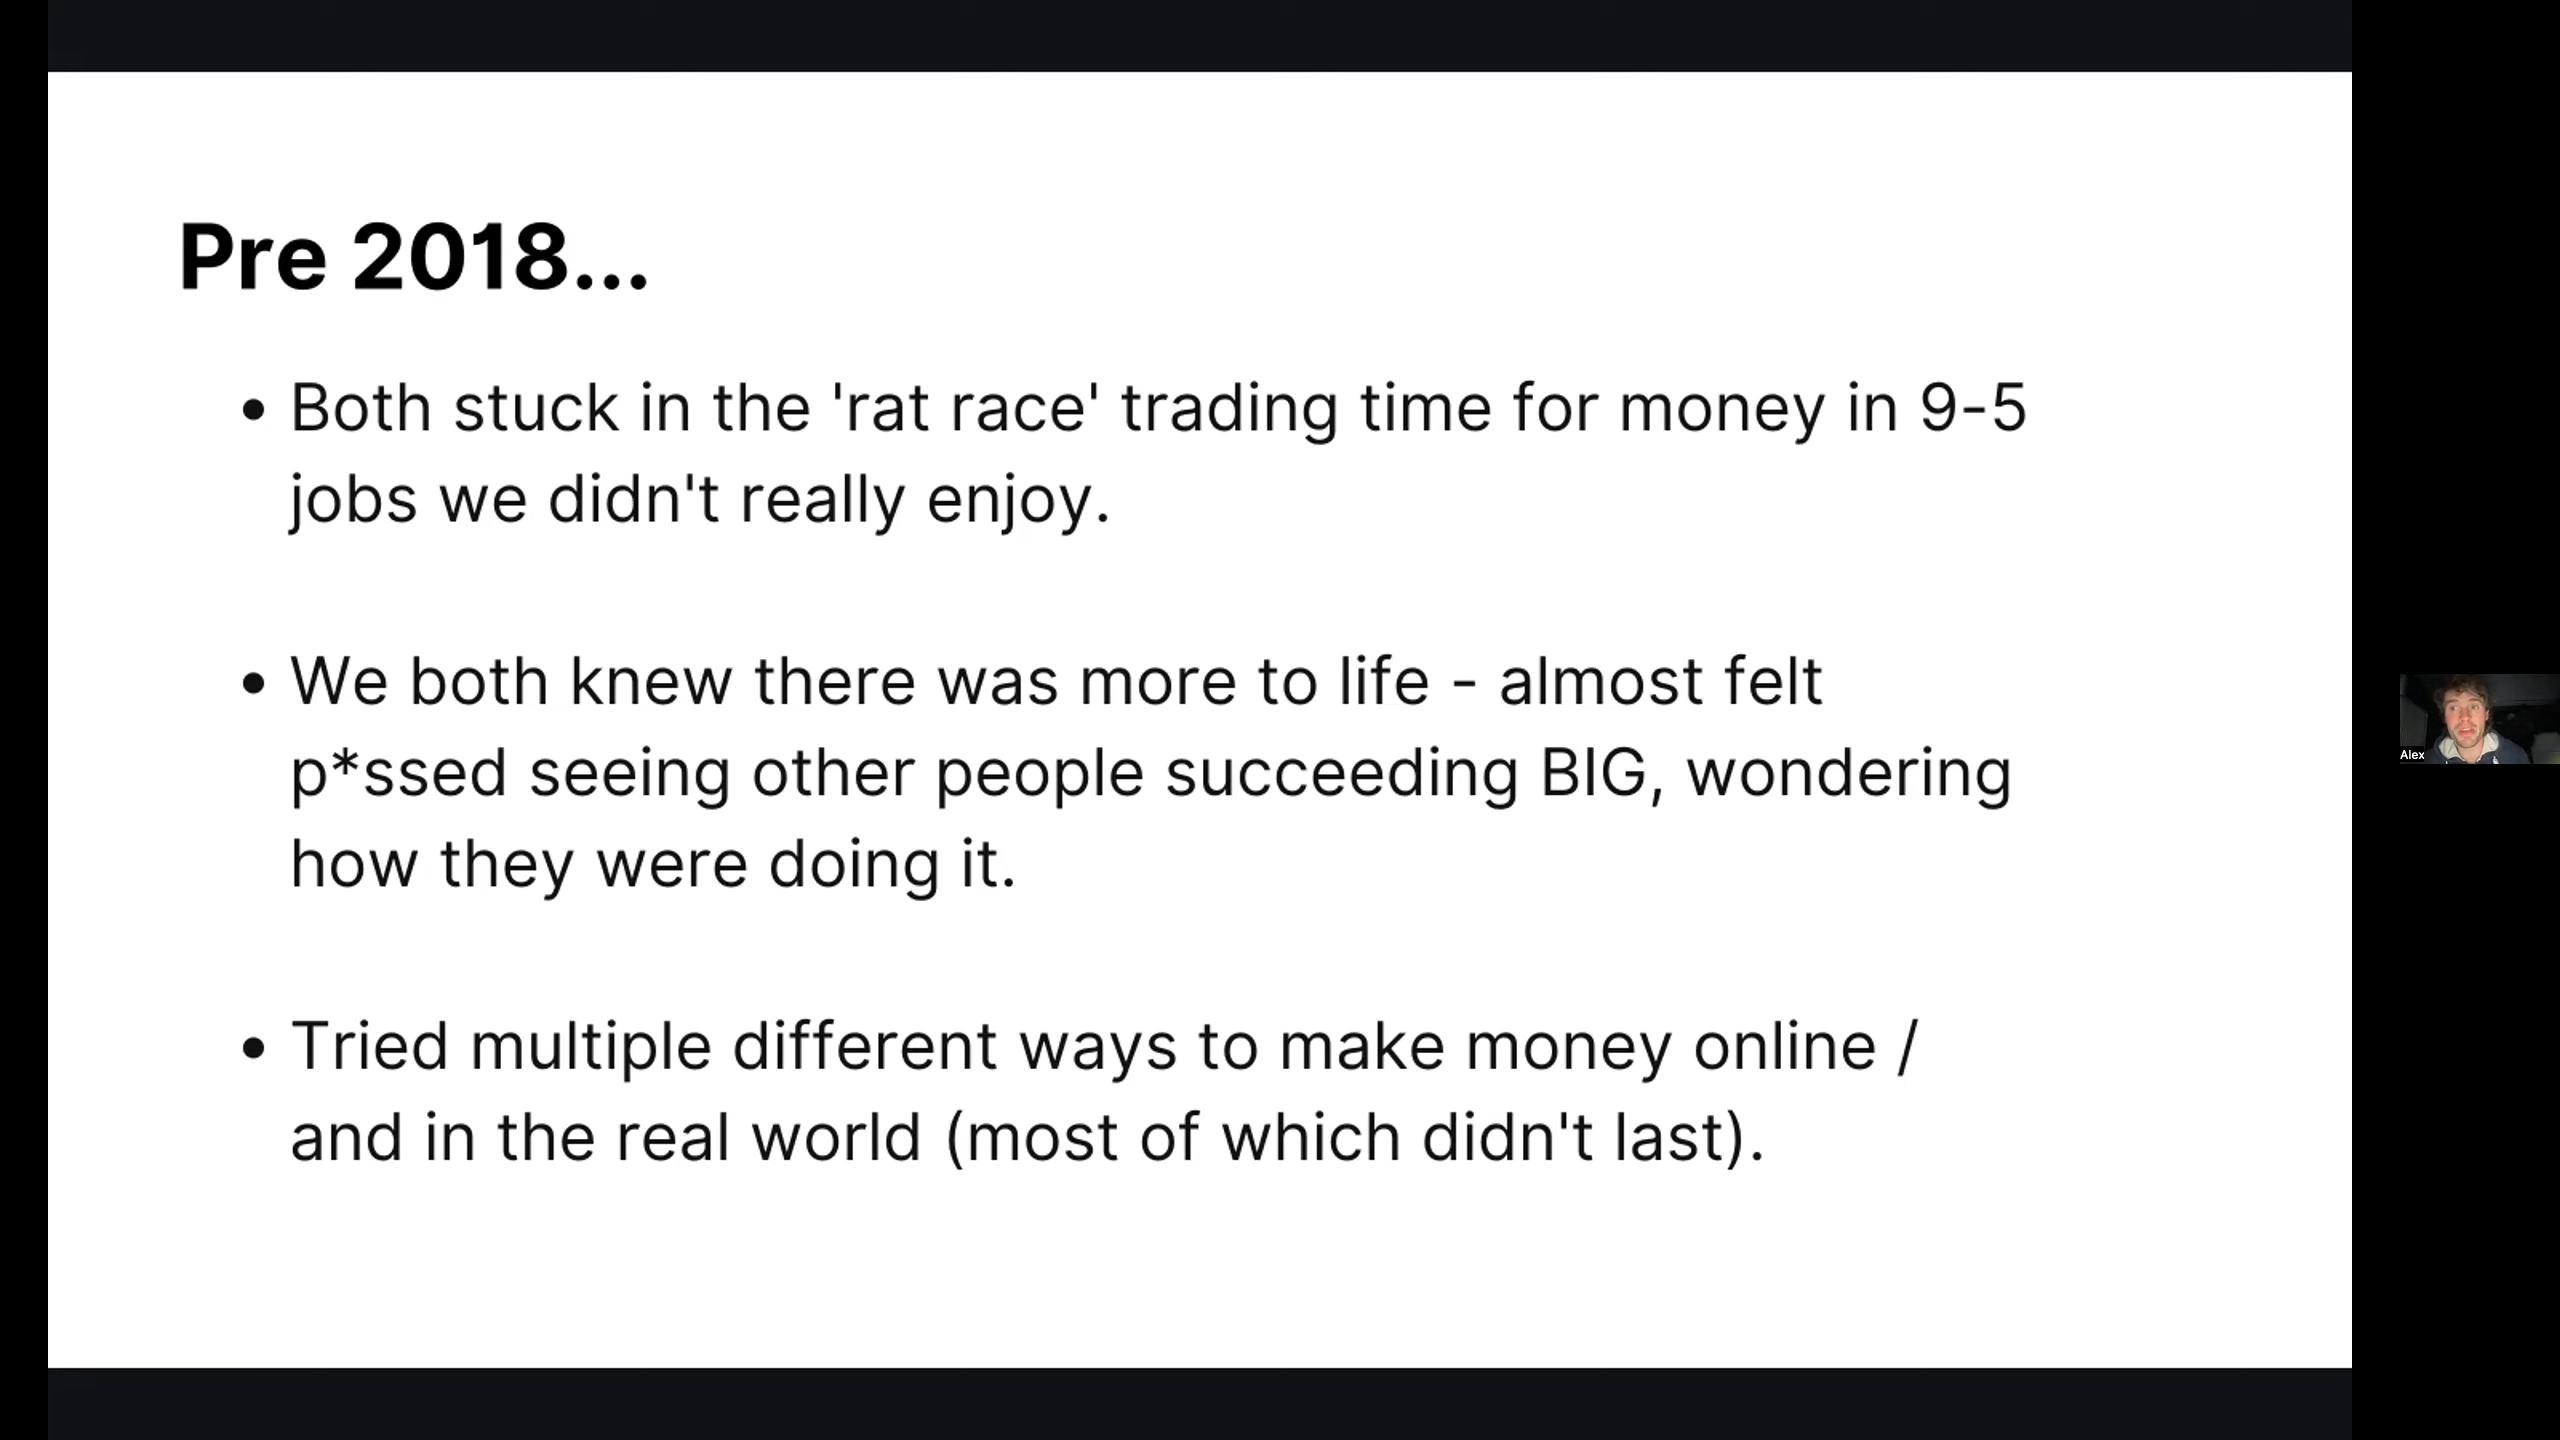 Pre 2018...
• Both stuck in the 'rat race' trading time for money in 9-5
jobs we didn't really enjoy.
• We both knew there was more to life - almost felt
p*ssed seeing other people succeeding BIG, wondering
how they were doing it.
• Tried multiple different ways to make money online /
and in the real world (most of which didn't last).
Alex